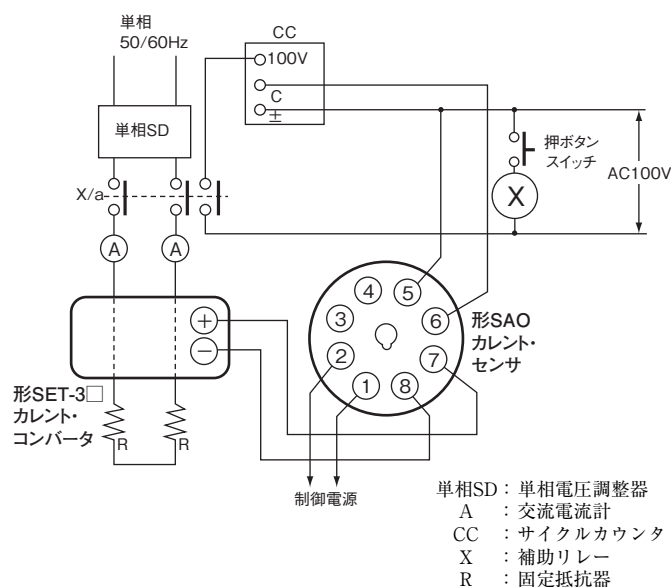 単相
50/60Hz
CC
100V
C
±
単相SD
押ボタン
スイッチ
AC100V
X/a
X
A
A
4
5
3
6
形SAO
カレント・
センサ
+
−
2
7
1
8
形SET-3□
カレント・
コンバータ
R
R
制御電源
単相SD：単相電圧調整器
A：交流電流計
CC：サイクルカウンタ
X：補助リレー
R：固定抵抗器